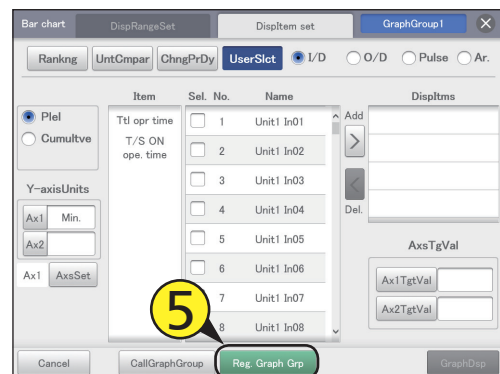 Bar chart DispRangeSet DispItem set GraphGroup1 ×
Rankng UntCmpar ChngPrDy UserSlct I/D O/D Pulse Ar.
Item Sel. No. Name DispItms
Plel
Cumultve
Ttl opr time
T/S ON
ope. time
1 Unit1 In01
2 Unit1 In02
3 Unit1 In03
4 Unit1 In04
5 Unit1 In05
6 Unit1 In06
7 Unit1 In07
8 Unit1 In08
Add
>
<
Del.
Y-axisUnits
Ax1 Min.
Ax2
Ax1 AxsSet
AxsTgVal
Ax1TgtVal
Ax2TgtVal
5
Cancel CallGraphGroup Reg. Graph Grp GraphDsp